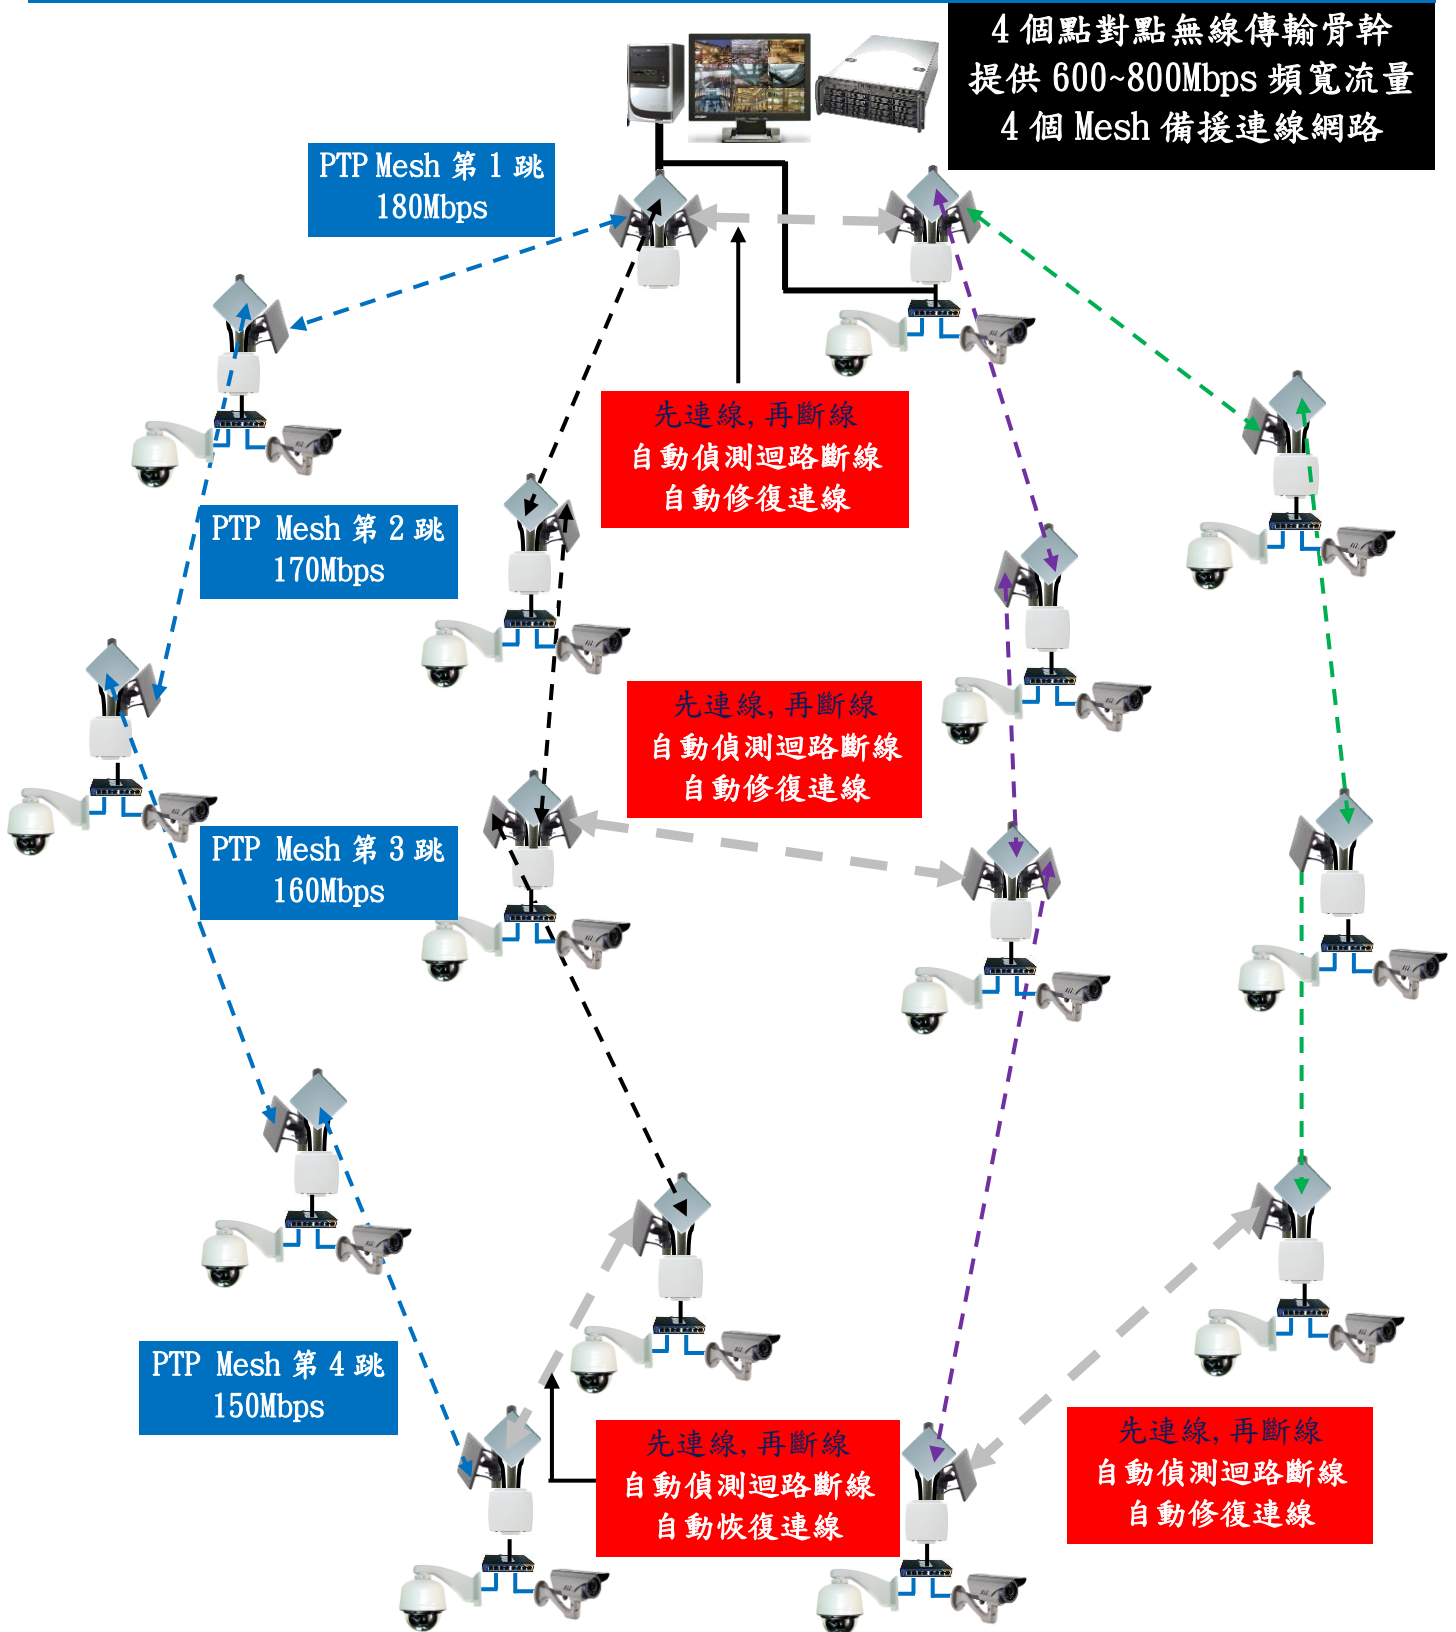 4 個點對點無線傳輸骨幹
提供 600~800Mbps 頻寬流量
4 個 Mesh 備援連線網路
PTP Mesh 第 1 跳
180Mbps
先連線, 再斷線
自動偵測迴路斷線
自動修復連線
PTP Mesh 第 2 跳
170Mbps
先連線, 再斷線
自動偵測迴路斷線
自動修復連線
PTP Mesh 第 3 跳
160Mbps
PTP Mesh 第 4 跳
150Mbps
先連線, 再斷線
自動偵測迴路斷線
自動恢復連線
先連線, 再斷線
自動偵測迴路斷線
自動修復連線